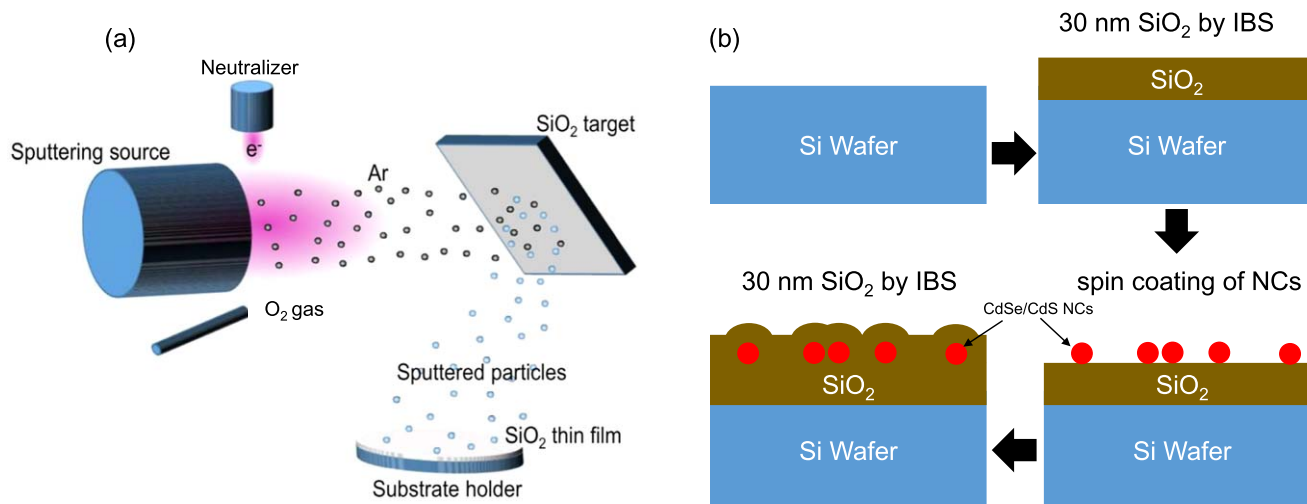 (a)
Neutralizer
e-
Sputtering source
Ar
SiO2 target
O2 gas
Sputtered particles
SiO2 thin film
Substrate holder
(b)
30 nm SiO2 by IBS
Si Wafer
SiO2
Si Wafer
30 nm SiO2 by IBS
spin coating of NCs
CdSe/CdS NCs
SiO2
Si Wafer
SiO2
Si Wafer